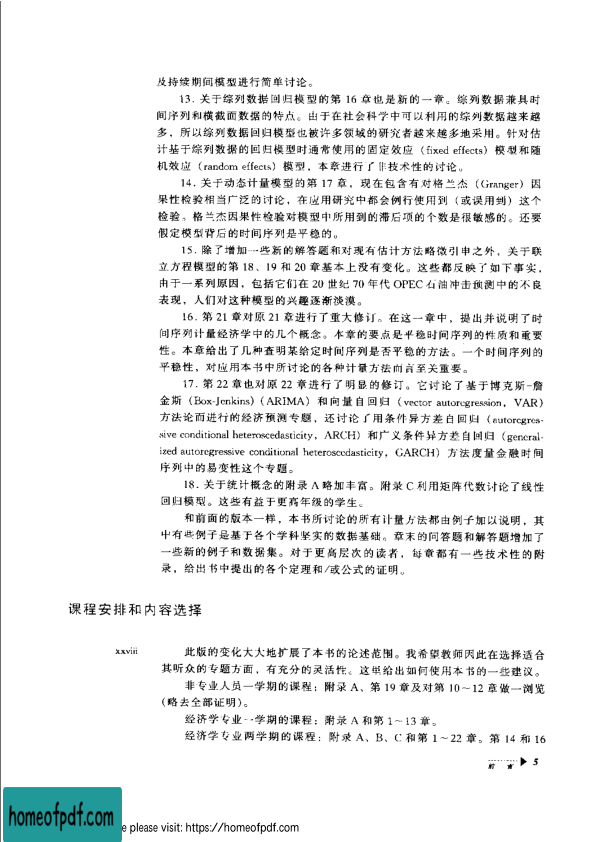 及持续期间模型进行简单讨论。
13. 关于综列数据回归模型的第 16 章也是新的一章。综列数据兼具时
间序列和横截面数据的特点。由于在社会科学中可以利用的综列数据越来越
多，所以综列数据回归模型也被许多领域的研究者越来越多地采用。针对估
计基于综列数据的回归模型时通常使用的固定效应（fixed effects）模型和随
机效应（random effects）模型，本章进行了非技术性的讨论。
14. 关于动态计量模型的第 17 章，现在包含有对格兰杰（Granger）因
果性检验相当广泛的讨论，在应用研究中都会例行使用到（或误用到）这个
检验。格兰杰因果性检验对模型中所用到的滞后项的个数是很敏感的。还要
假定模型背后的时间序列是平稳的。
15. 除了增加一些新的解答题和对现有估计方法略微引申之外，关于联
立方程模型的第 18、19 和 20 章基本上没有变化。这些都反映了如下事实，
由于一系列原因，包括它们在 20 世纪 70 年代 OPEC 石油冲击预测中的不良
表现，人们对这种模型的兴趣逐渐淡漠。
16. 第 21 章对原 21 章进行了重大修订。在这一章中，提出并说明了时
间序列计量经济学中的几个概念。本章的要点是平稳时间序列的性质和重要
性。本章给出了几种查明某给定时间序列是否平稳的方法。一个时间序列的
平稳性，对应用本书中所讨论的各种计量方法而言至关重要。
17. 第 22 章也对原 22 章进行了明显的修订。它讨论了基于博克斯-詹
金斯（Box-Jenkins）（ARIMA）和向量自回归（vector autoregression，VAR）
方法论而进行的经济预测专题，还讨论了用条件异方差自回归（autoregres-
sive conditional heteroscedasticity，ARCH）和广义条件异方差自回归（general-
ized autoregressive conditional heteroscedasticity，GARCH）方法度量金融时间
序列中的易变性这个专题。
18. 关于统计概念的附录 A 略加丰富。附录 C 利用矩阵代数讨论了线性
回归模型。这些有益于更高年级的学生。
和前面的版本一样，本书所讨论的所有计量方法都由例子加以说明，其
中有些例子是基于各个学科坚实的数据基础。章末的问答题和解答题增加了
一些新的例子和数据集。对于更高层次的读者，每章都有一些技术性的附
录，给出书中提出的各个定理和/或公式的证明。
课程安排和内容选择
xxviii
此版的变化大大地扩展了本书的论述范围。我希望教师因此在选择适合
其听众的专题方面，有充分的灵活性。这里给出如何使用本书的一些建议。
非专业人员一学期的课程：附录 A、第 1～9 章及对第 10～12 章做一浏览
（略去全部证明）。
经济学专业一学期的课程：附录 A 和第 1～13 章。
经济学专业两学期的课程：附录 A、B、C 和第 1～22 章。第 14 和 16
前 言 ▶ 5
homeofpdf.com
e please visit: https://homeofpdf.com